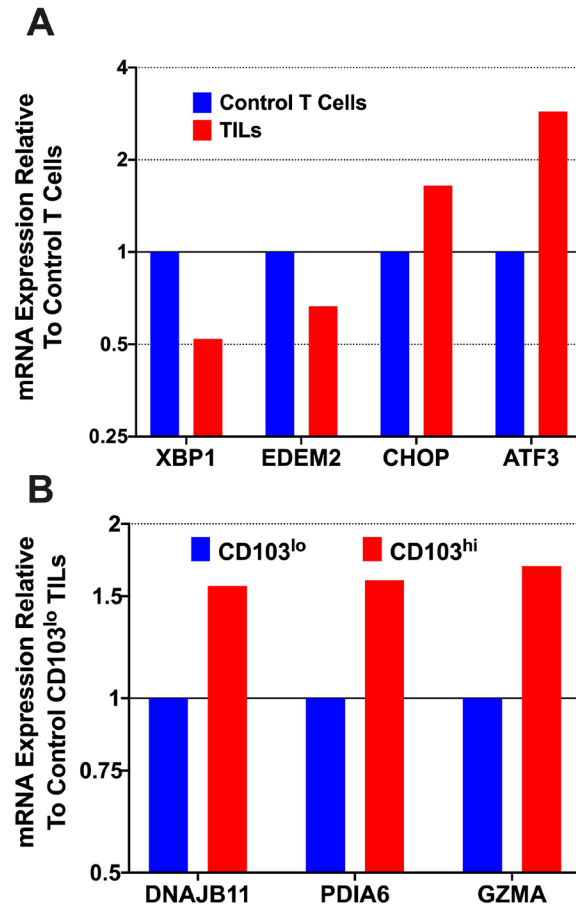 A
mRNA Expression Relative
To Control T Cells
4
2
1
0.5
0.25
Control T Cells
TILs
XBP1 EDEM2 CHOP ATF3
B
mRNA Expression Relative
To Control CD103lo TILs
2
1.5
1
0.75
0.5
CD103lo CD103hi
DNAJB11 PDIA6 GZMA